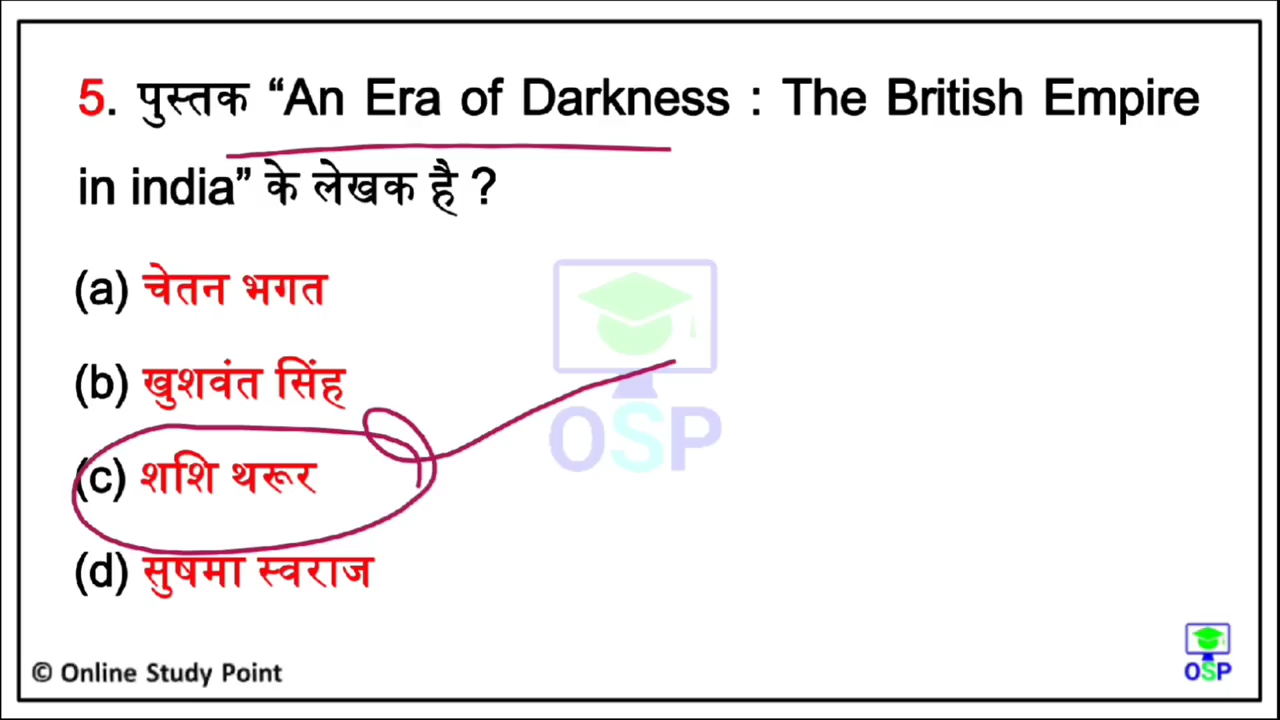 5. पुस्तक “An Era of Darkness : The British Empire
in india” के लेखक है ?
(a) चेतन भगत
(b) खुशवंत सिंह
(c) शशि थरूर
(d) सुषमा स्वराज
OSP
© Online Study Point
OSP